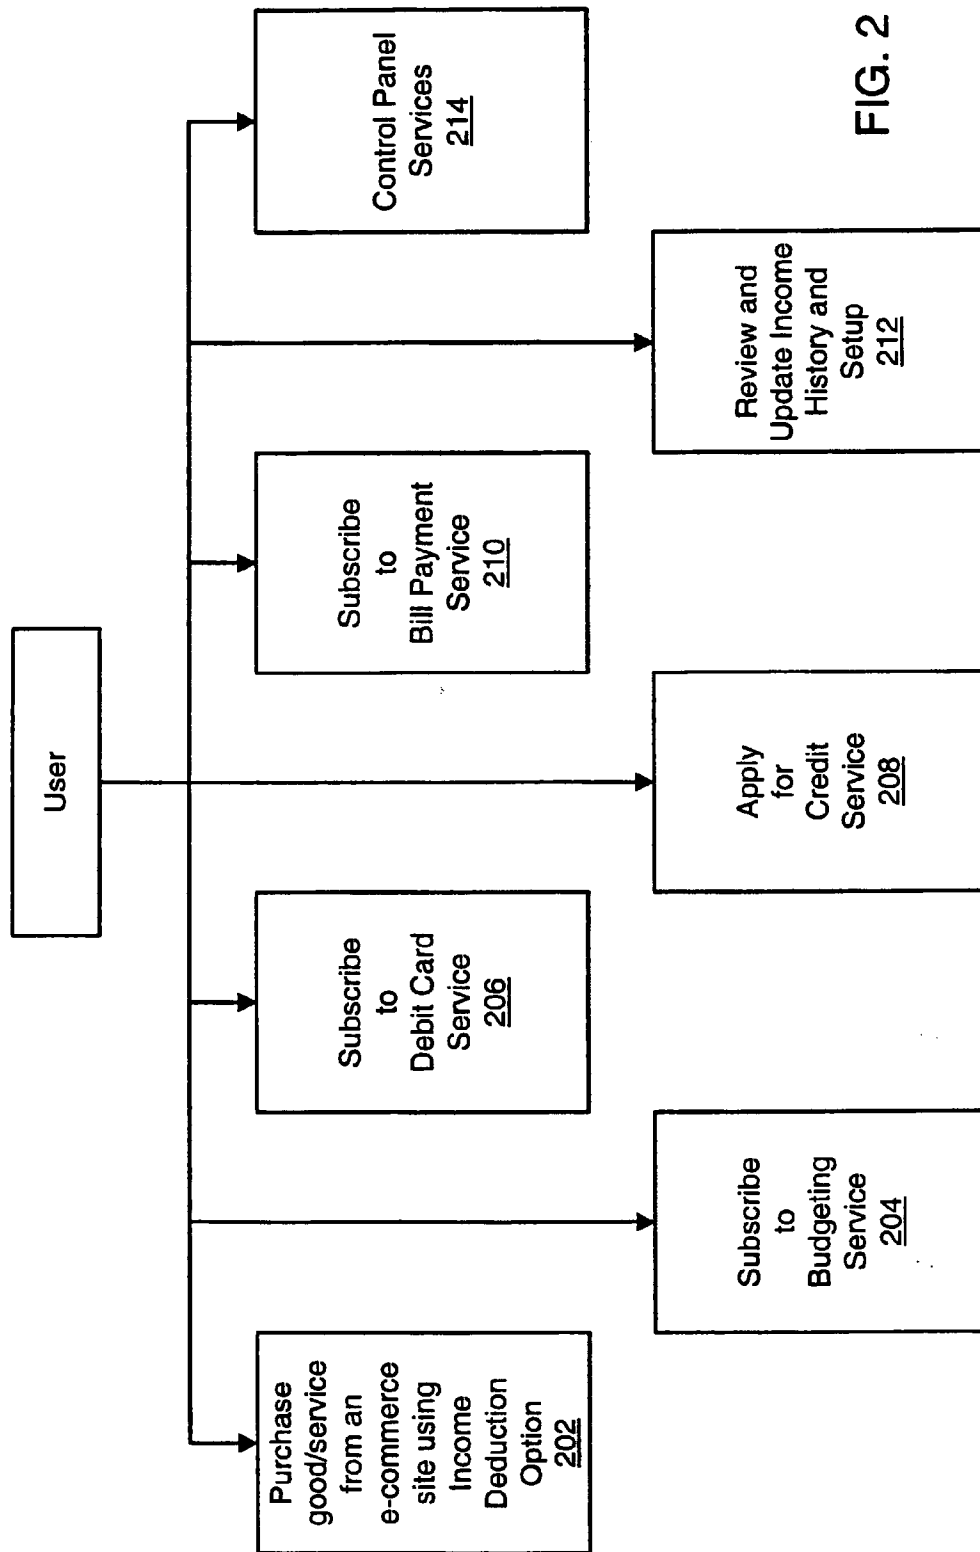 User
Purchase
good/service
from an
e-commerce
site using
Income
Deduction
Option
202
Subscribe
to
Budgeting
Service
204
Subscribe
to
Debit Card
Service
206
Apply
for
Credit
Service
208
Subscribe
to
Bill Payment
Service
210
Review and
Update Income
History and
Setup
212
Control Panel
Services
214
FIG. 2